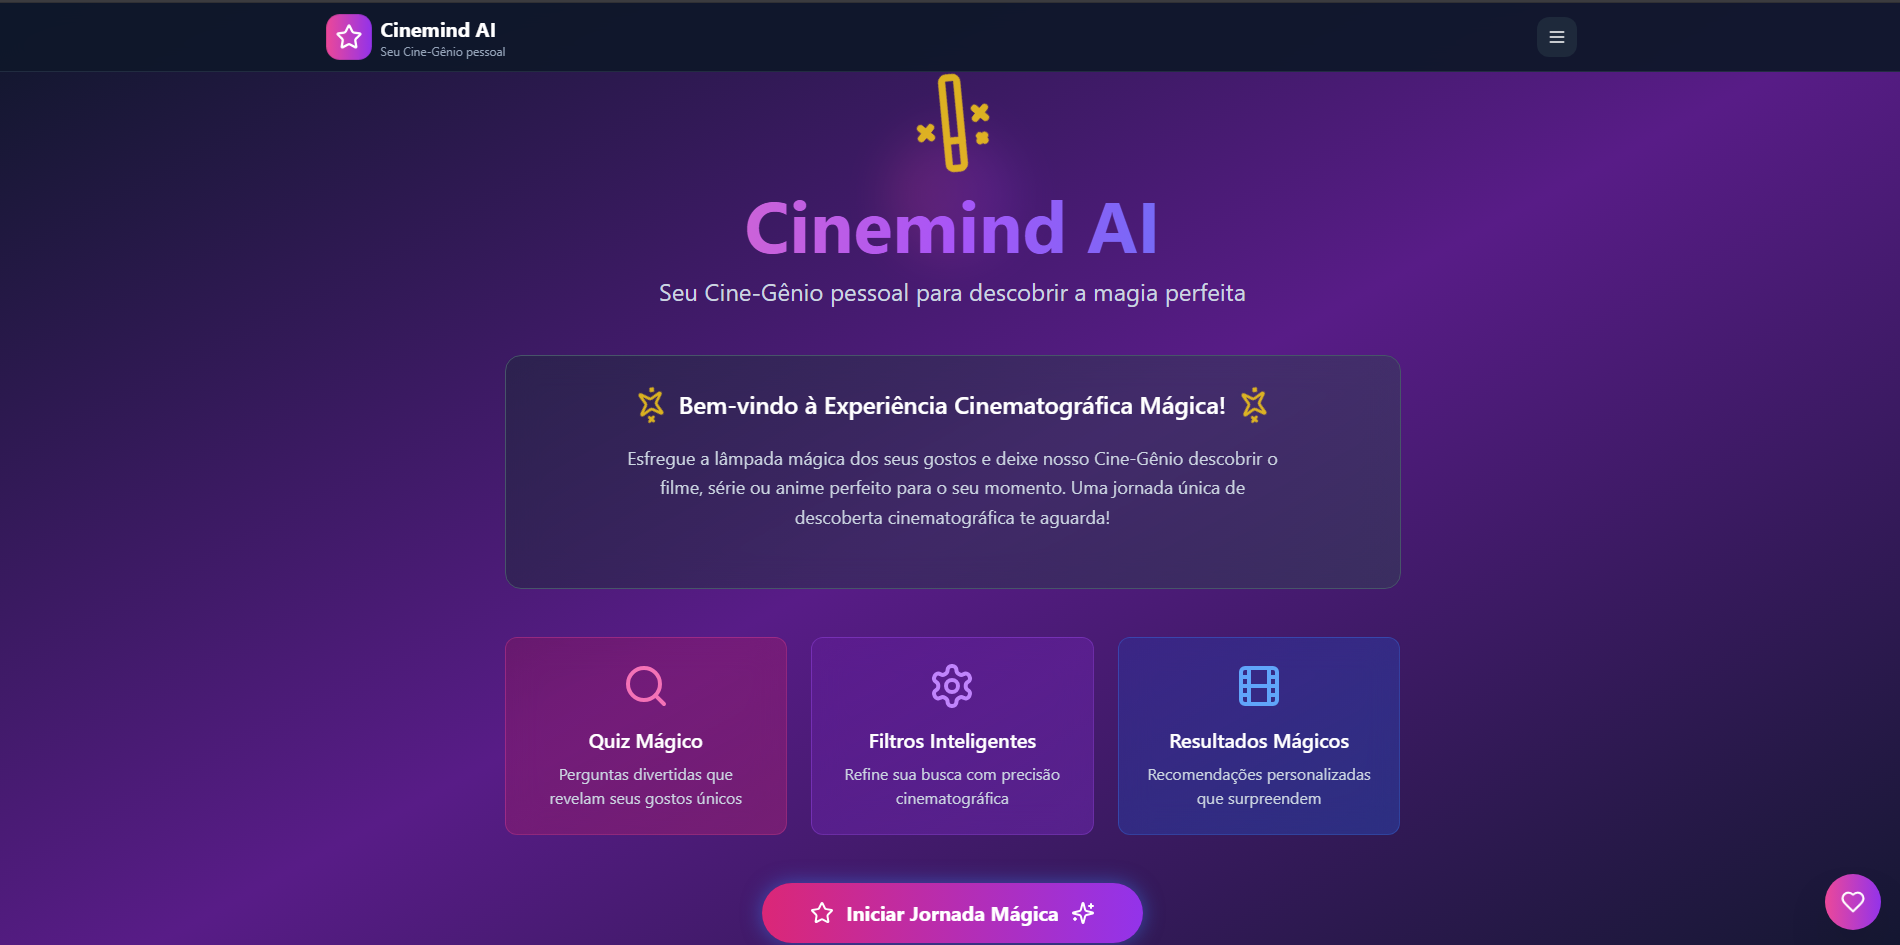 Cinemind AI
Seu Cine-Gênio pessoal
Cinemind AI
Seu Cine-Gênio pessoal para descobrir a magia perfeita
Bem-vindo à Experiência Cinematográfica Mágica!
Esfregue a lâmpada mágica dos seus gostos e deixe nosso Cine-Gênio descobrir o
filme, série ou anime perfeito para o seu momento. Uma jornada única de
descoberta cinematográfica te aguarda!
Quiz Mágico
Perguntas divertidas que
revelam seus gostos únicos
Filtros Inteligentes
Refine sua busca com precisão
cinematográfica
Resultados Mágicos
Recomendações personalizadas
que surpreendem
Iniciar Jornada Mágica